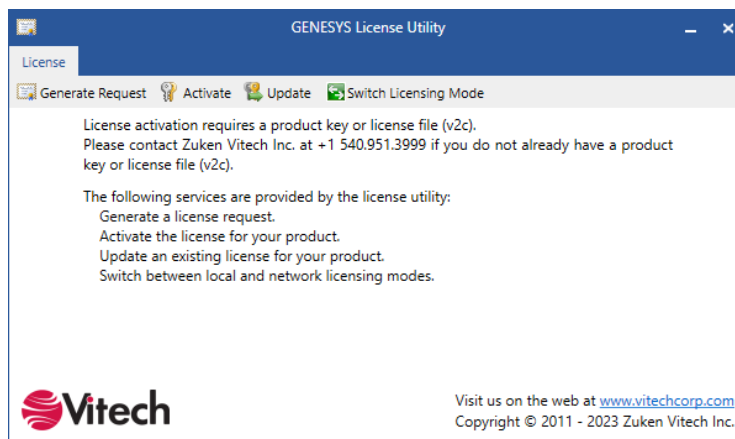 GENESYS License Utility
License
Generate Request Activate Update Switch Licensing Mode
License activation requires a product key or license file (v2c).
Please contact Zuken Vitech Inc. at +1 540.951.3999 if you do not already have a product
key or license file (v2c).
The following services are provided by the license utility:
Generate a license request.
Activate the license for your product.
Update an existing license for your product.
Switch between local and network licensing modes.
Vitech
Visit us on the web at www.vitechcorp.com
Copyright © 2011 - 2023 Zuken Vitech Inc.